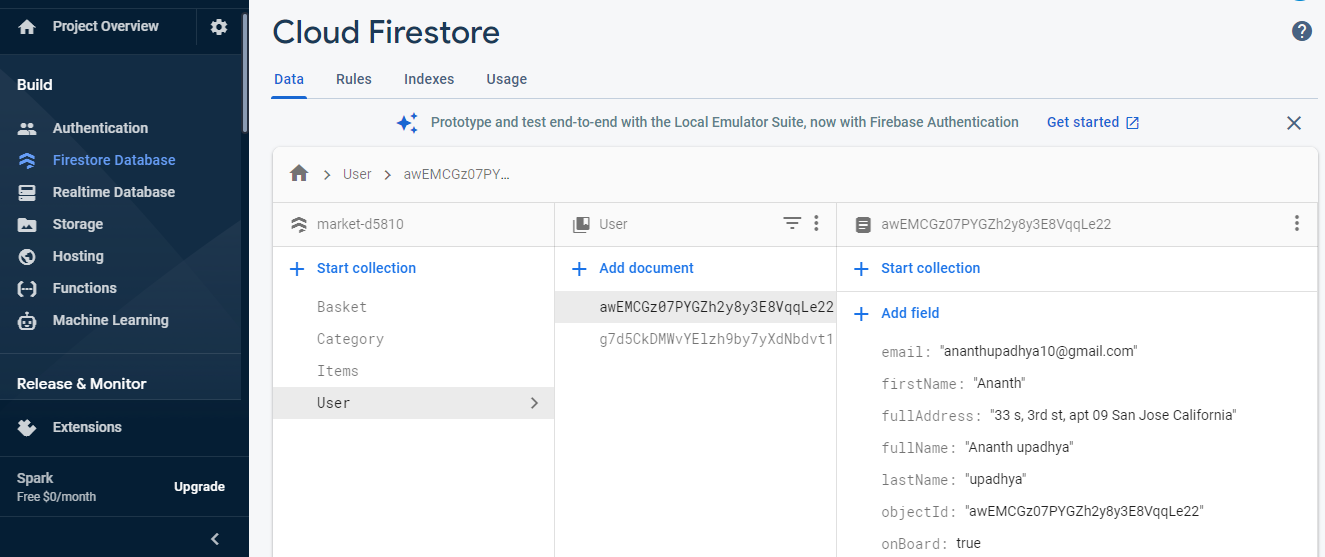 Project Overview
Build
Authentication
Firestore Database
Realtime Database
Storage
Hosting
Functions
Machine Learning
Release & Monitor
Extensions
Spark
Free $0/month
Upgrade
Cloud Firestore
Data Rules Indexes Usage
Prototype and test end-to-end with the Local Emulator Suite, now with Firebase Authentication Get started
User awEMCGz07PY...
market-d5810
Start collection
Basket
Category
Items
User
User
Add document
awEMCGz07PYGZh2y8y3E8VqqLe22
g7d5CkDMWvYElzh9by7yXdNbdvt1
awEMCGz07PYGZh2y8y3E8VqqLe22
Start collection
Add field
email: "ananthupadhya10@gmail.com"
firstName: "Ananth"
fullAddress: "33 s, 3rd st, apt 09 San Jose California"
fullName: "Ananth upadhya"
lastName: "upadhya"
objectId: "awEMCGz07PYGZh2y8y3E8VqqLe22"
onBoard: true